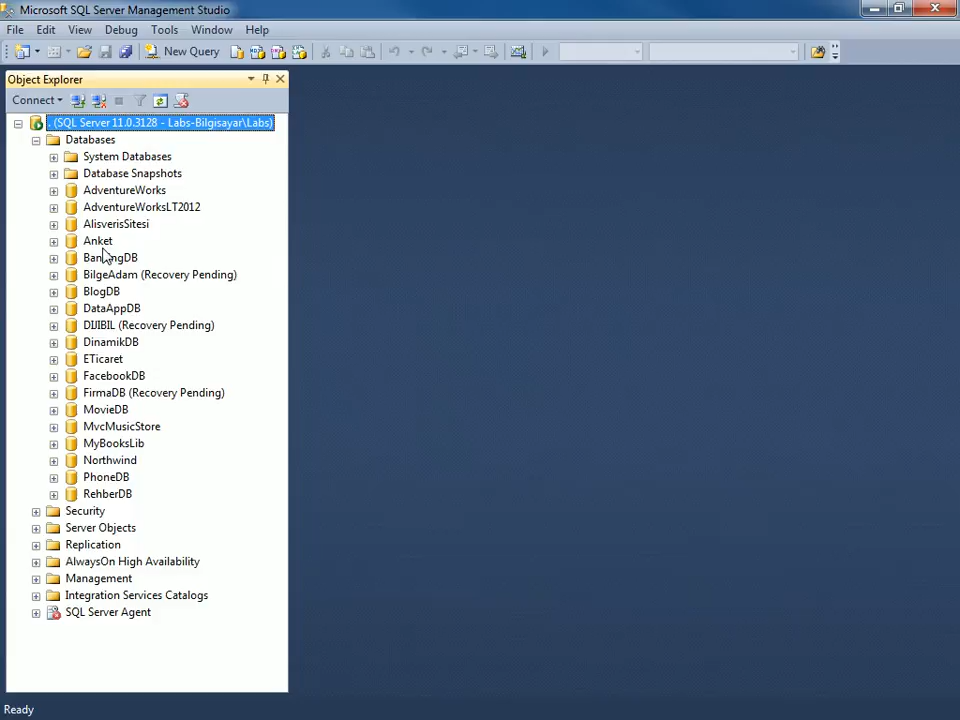 Microsoft SQL Server Management Studio
File Edit View Debug Tools Window Help
New Query
Object Explorer
Connect
. (SQL Server 11.0.3128 - Labs-Bilgisayar\Labs)
Databases
System Databases
Database Snapshots
AdventureWorks
AdventureWorksLT2012
AlisverisSitesi
Anket
BankingDB
BilgeAdam (Recovery Pending)
BlogDB
DataAppDB
DIJIBIL (Recovery Pending)
DinamikDB
ETicaret
FacebookDB
FirmaDB (Recovery Pending)
MovieDB
MvcMusicStore
MyBooksLib
Northwind
PhoneDB
RehberDB
Security
Server Objects
Replication
AlwaysOn High Availability
Management
Integration Services Catalogs
SQL Server Agent
Ready